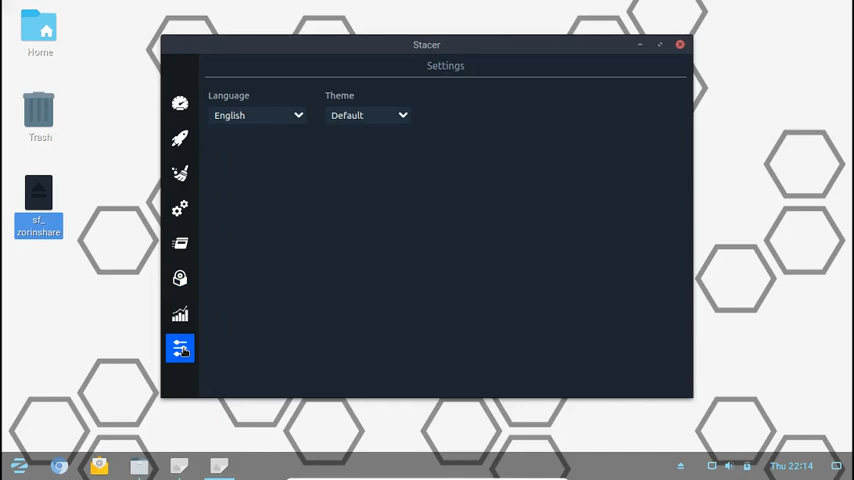 Home
Trash
sf_
zorinshare
Stacer
Settings
Language
Theme
English
Default
Thu 22:14